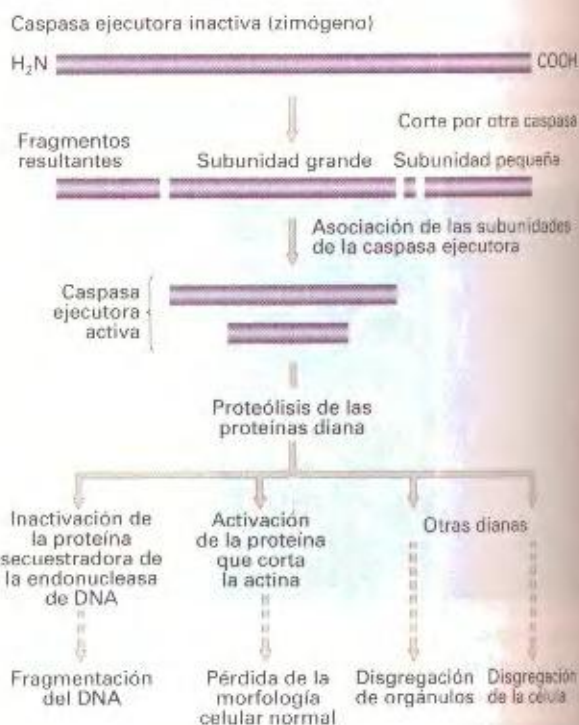 Caspasa ejecutora inactiva (zimógeno)
H₂N COOH
Corte por otra caspasa
Fragmentos
resultantes
Subunidad grande
Subunidad pequeña
Asociación de las subunidades
de la caspasa ejecutora
Caspasa
ejecutora
activa
Proteólisis de las
proteínas diana
Inactivación de
la proteína
secuestradora de
la endonucleasa
de DNA
Activación
de la proteína
que corta
la actina
Otras dianas
Fragmentación
del DNA
Pérdida de la
morfología
celular normal
Disgregación
de orgánulos
Disgregación
de la célula